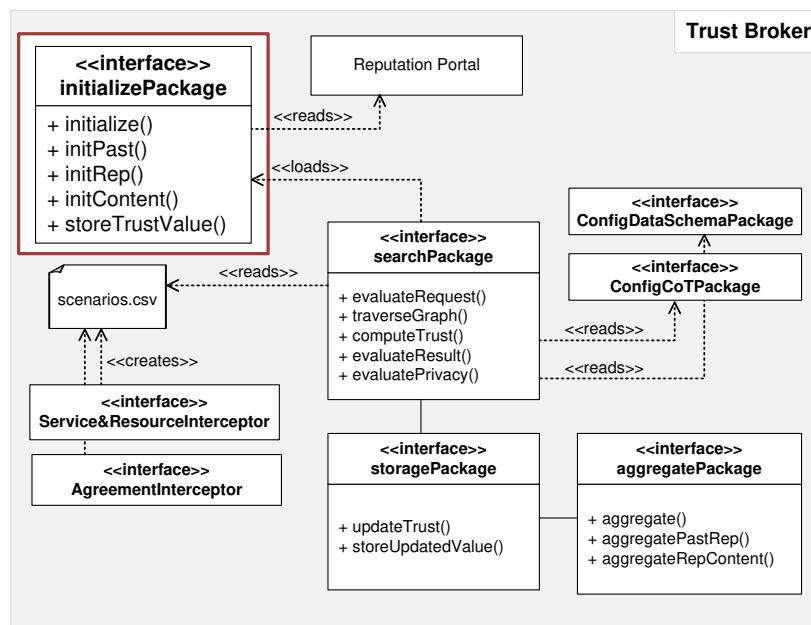 Trust Broker
<<interface>>
initializePackage
+ initialize()
+ initPast()
+ initRep()
+ initContent()
+ storeTrustValue()
Reputation Portal
<<reads>>
<<loads>>
<<interface>>
ConfigDataSchemaPackage
<<interface>>
searchPackage
+ evaluateRequest()
+ traverseGraph()
+ computeTrust()
+ evaluateResult()
+ evaluatePrivacy()
<<interface>>
ConfigCoTPackage
<<reads>>
scenarios.csv
<<reads>>
<<creates>>
<<reads>>
<<interface>>
Service&ResourceInterceptor
<<interface>>
AgreementInterceptor
<<interface>>
storagePackage
+ updateTrust()
+ storeUpdatedValue()
<<interface>>
aggregatePackage
+ aggregate()
+ aggregatePastRep()
+ aggregateRepContent()